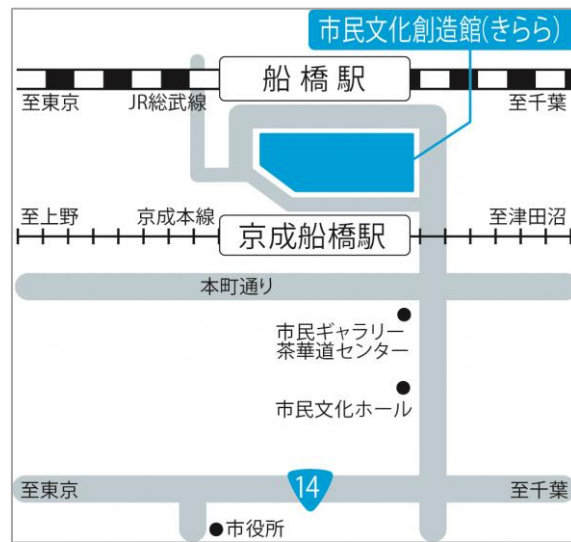 市民文化創造館(きらら)
船橋駅
至東京
JR総武線
至千葉
至上野
京成本線
至津田沼
京成船橋駅
本町通り
市民ギャラリー
茶華道センター
市民文化ホール
至東京
14
至千葉
市役所